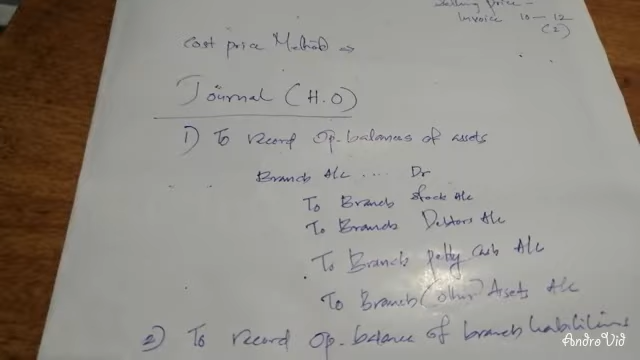 Selling price -
Invoice 10 - 12
(2)
Cost price Method ⇒
Journal (H.O)
1) To record Op-balances of assets
Branch A/c .... Dr
To Branch Stock A/c
To Branch Debtors A/c
To Branch petty Cash A/c
To Branch (other) Assets A/c
2) To record Op-balance of branch liabilities
AndroVid